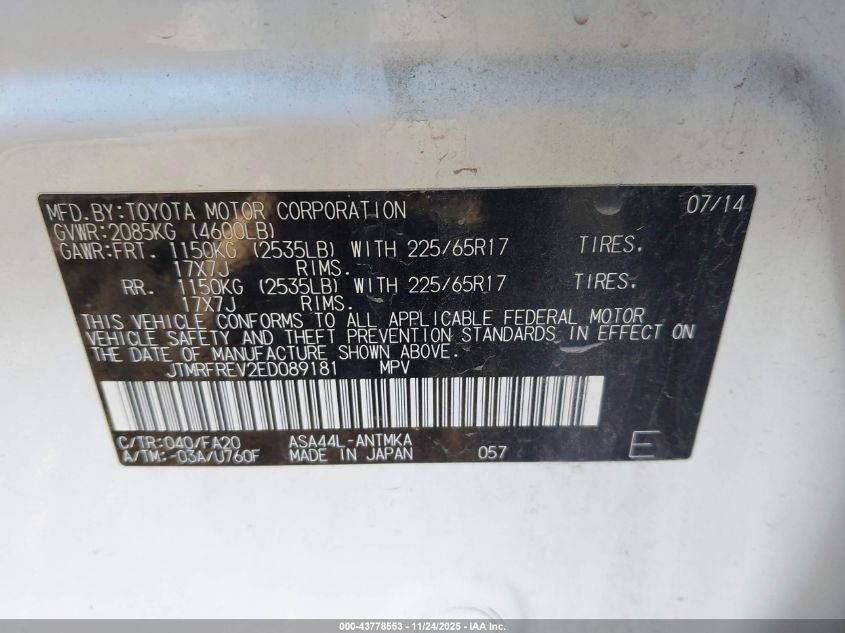 MFD.BY:TOYOTA MOTOR CORPORATION 07/14
GVWR:2085KG (4600LB)
GAWR:FRT. 1150KG (2535LB) WITH 225/65R17 TIRES.
17X7J RIMS.
RR. 1150KG (2535LB) WITH 225/65R17 TIRES.
17X7J RIMS.
THIS VEHICLE CONFORMS TO ALL APPLICABLE FEDERAL MOTOR
VEHICLE SAFETY AND THEFT PREVENTION STANDARDS IN EFFECT ON
THE DATE OF MANUFACTURE SHOWN ABOVE.
JTMRFREV2ED089181 MPV
C/TR:040/FA20 ASA44L-ANTMKA
A/TM:-03A/U760F MADE IN JAPAN 057 E
000-43778553 | 11/24/2025 - IAA Inc.